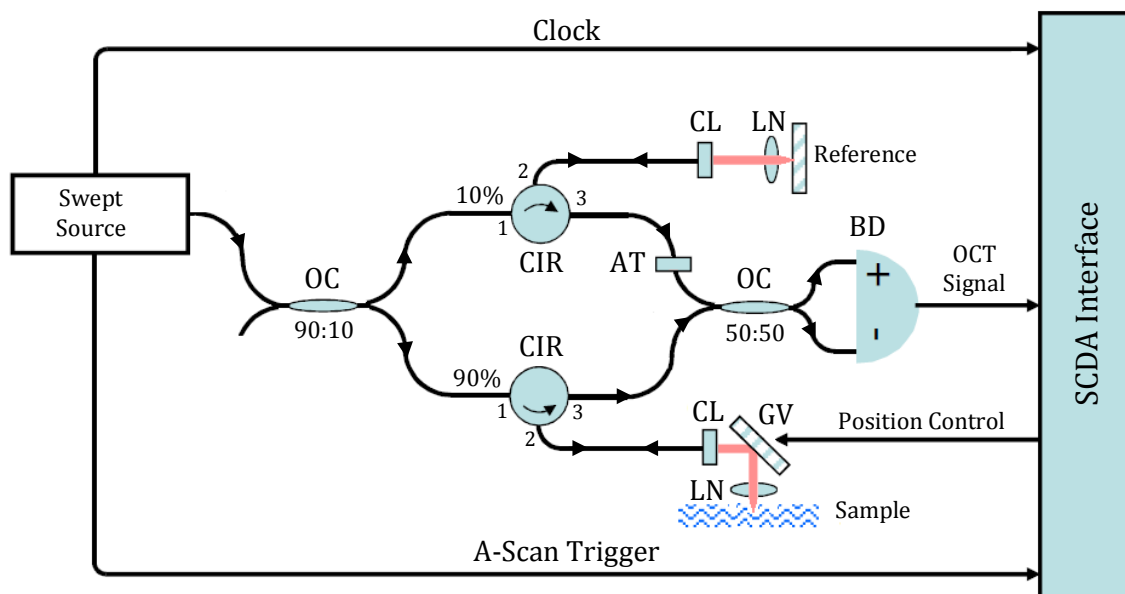 Clock
CL
LN
Reference
2
10%
3
1
CIR
Swept
Source
AT
BD
+
-
OCT
Signal
OC
90:10
OC
50:50
CIR
90%
1
3
2
CL
GV
Position Control
LN
Sample
A-Scan Trigger
SCDA Interface